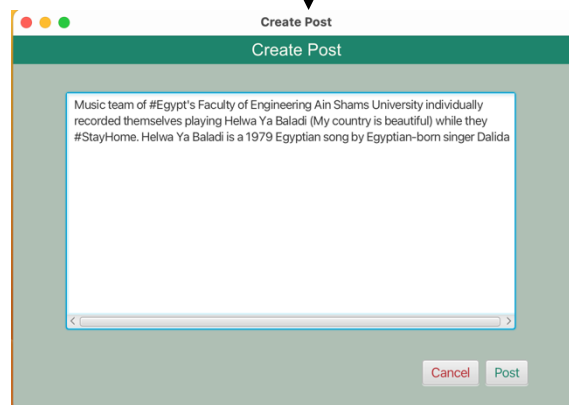 Create Post
Create Post
Music team of #Egypt's Faculty of Engineering Ain Shams University individually
recorded themselves playing Helwa Ya Baladi (My country is beautiful) while they
#StayHome. Helwa Ya Baladi is a 1979 Egyptian song by Egyptian-born singer Dalida
Cancel Post